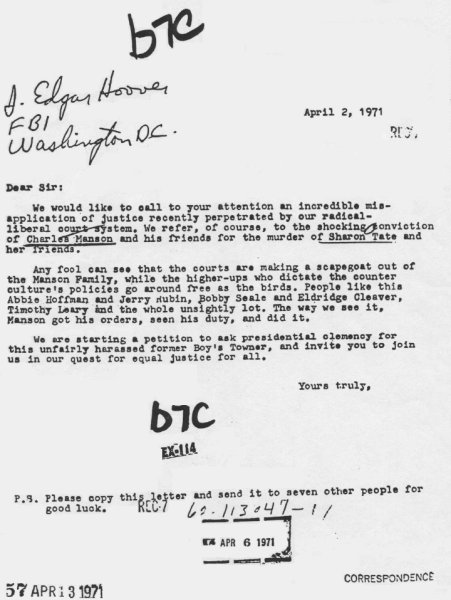 b7C
J. Edgar Hoover
FBI
Washington D.C.
April 2, 1971
REC
Dear Sir:
We would like to call to your attention an incredible mis-
application of justice recently perpetrated by our radical-
liberal court system. We refer, of course, to the shocking conviction
of Charles Manson and his friends for the murder of Sharon Tate and
her friends.
Any fool can see that the courts are making a scapegoat out of
the Manson Family, while the higher-ups who dictate the counter
culture's policies go around free as the birds. People like this
Abbie Hoffman and Jerry Rubin, Bobby Seale and Eldridge Cleaver,
Timothy Leary and the whole unsightly lot. The way we see it,
Manson got his orders, seen his duty, and did it.
We are starting a petition to ask presidential clemency for
this unfairly harassed former Boy's Towner, and invite you to join
us in our quest for equal justice for all.
Yours truly,
b7C
EX-114
P.S. Please copy this letter and send it to seven other people for
good luck. REC-7 62-113047-11
APR 6 1971
CORRESPONDENCE
57 APR 13 1971